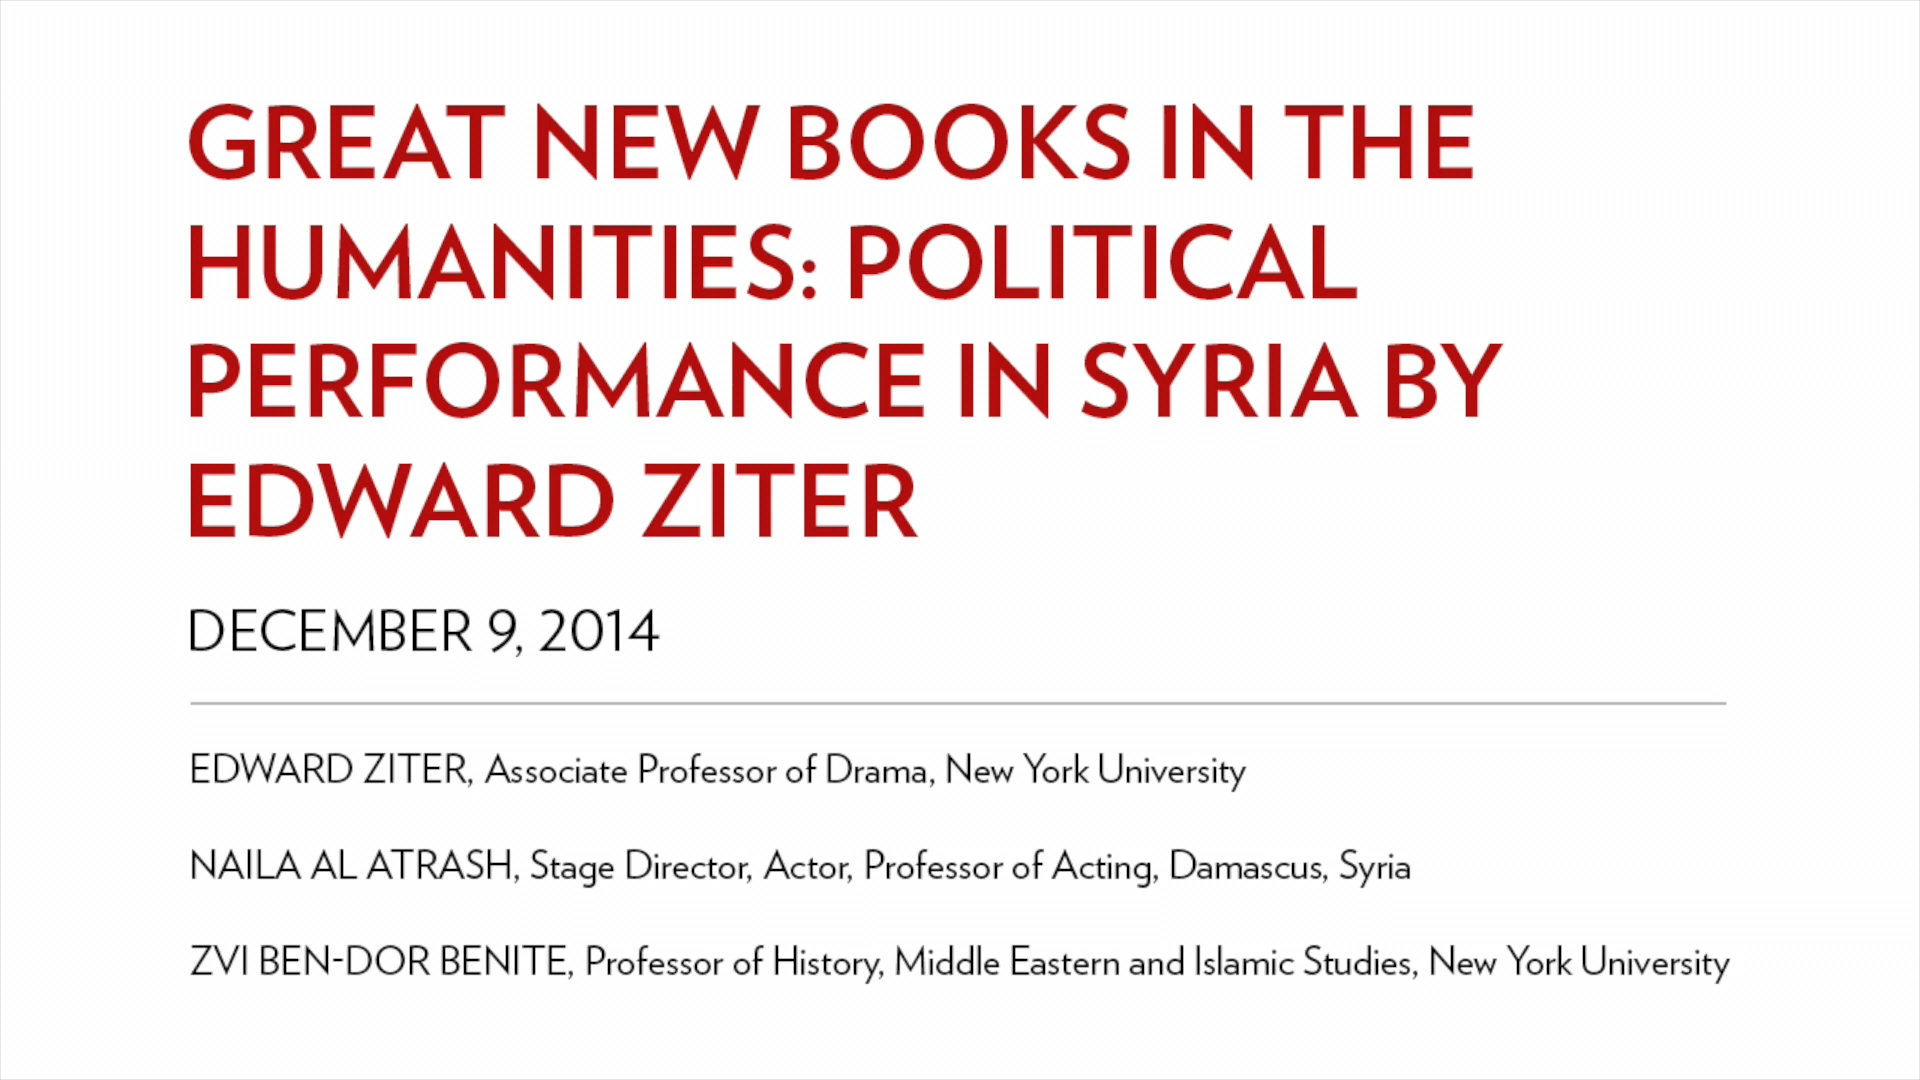 GREAT NEW BOOKS IN THE
HUMANITIES: POLITICAL
PERFORMANCE IN SYRIA BY
EDWARD ZITER
DECEMBER 9, 2014
EDWARD ZITER, Associate Professor of Drama, New York University
NAILA AL ATRASH, Stage Director, Actor, Professor of Acting, Damascus, Syria
ZVI BEN-DOR BENITE, Professor of History, Middle Eastern and Islamic Studies, New York University